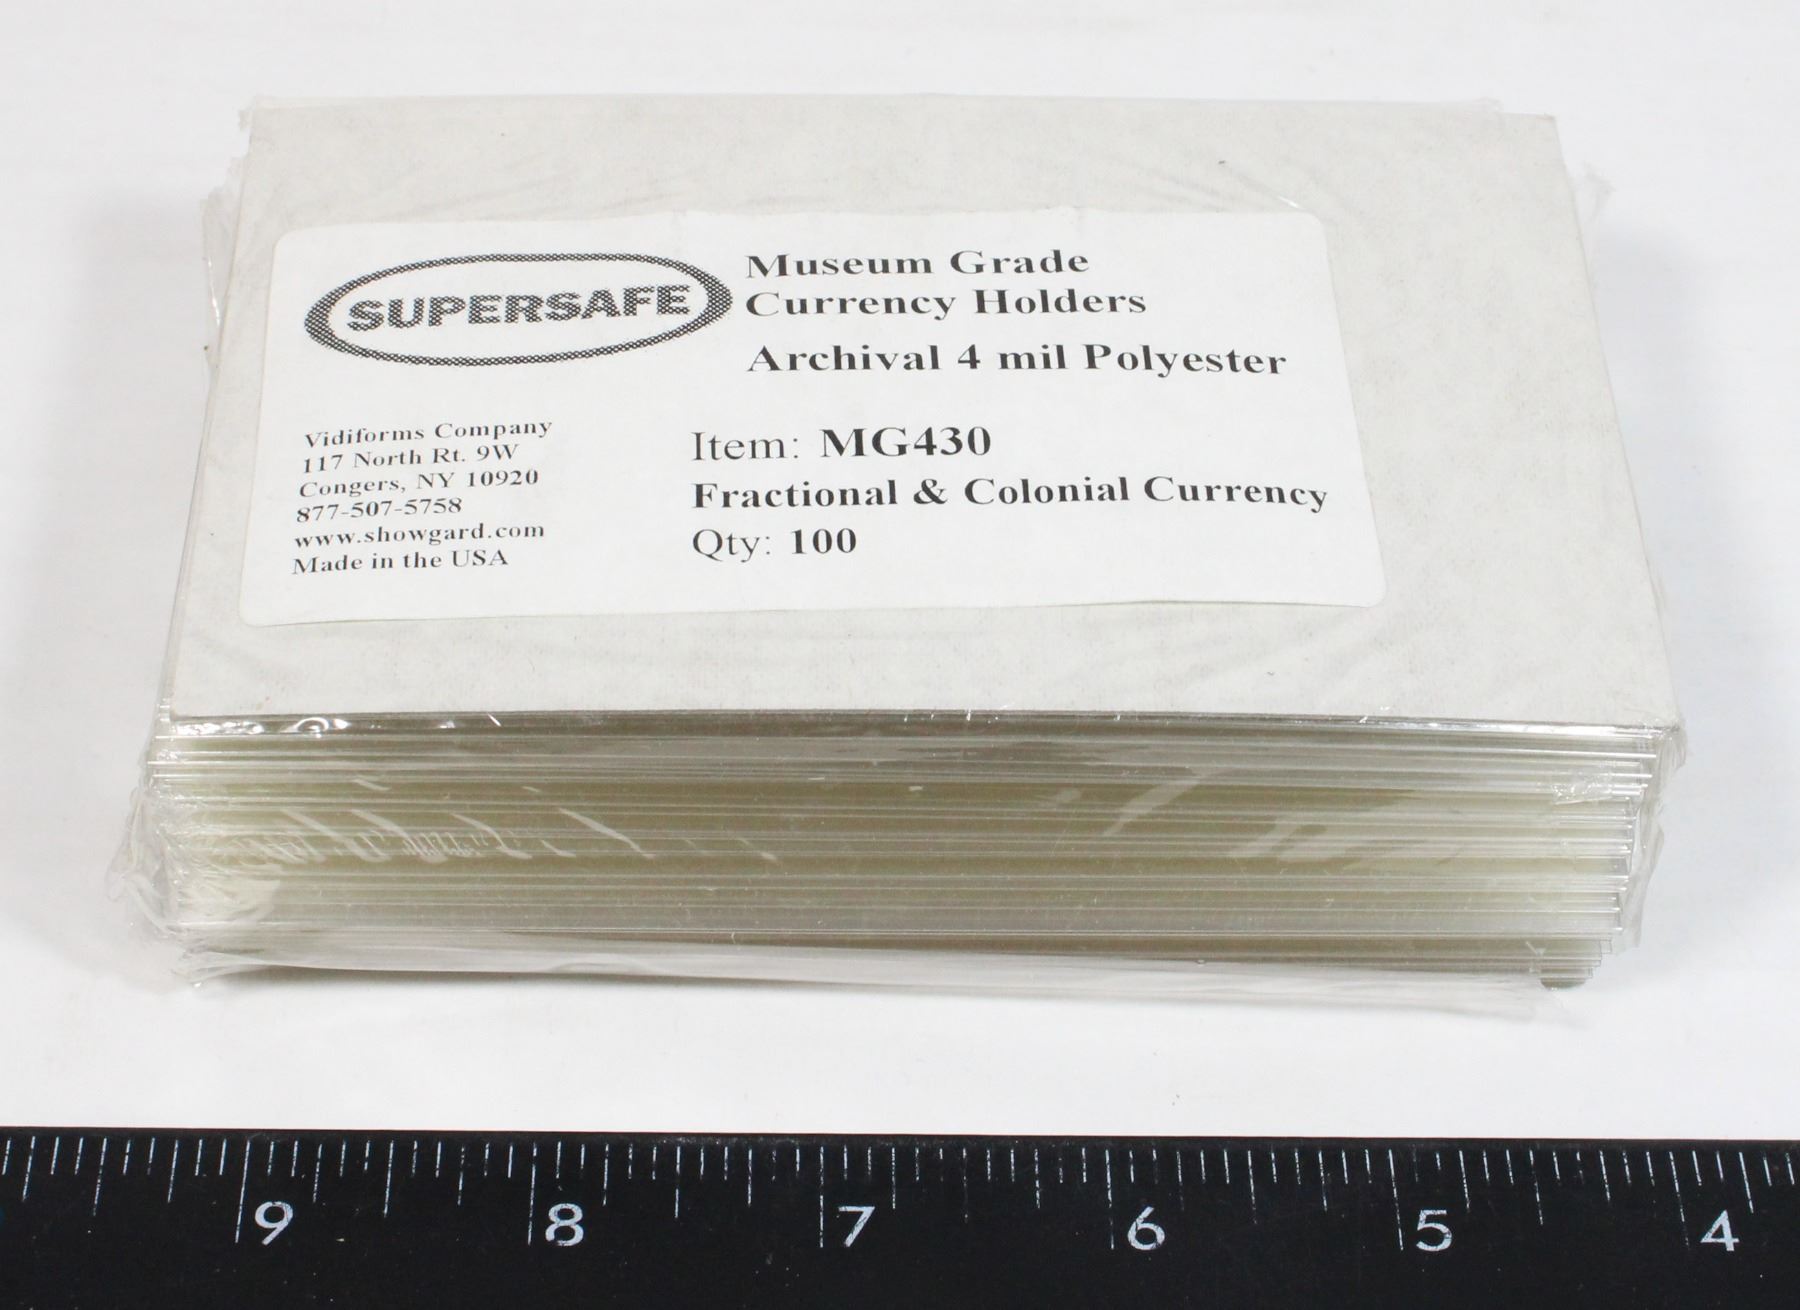 SUPERSAFE
Museum Grade
Currency Holders
Archival 4 mil Polyester
Vidiforms Company
117 North Rt. 9W
Congers, NY 10920
877-507-5758
www.showgard.com
Made in the USA
Item: MG430
Fractional & Colonial Currency
Qty: 100
9 8 7 6 5 4